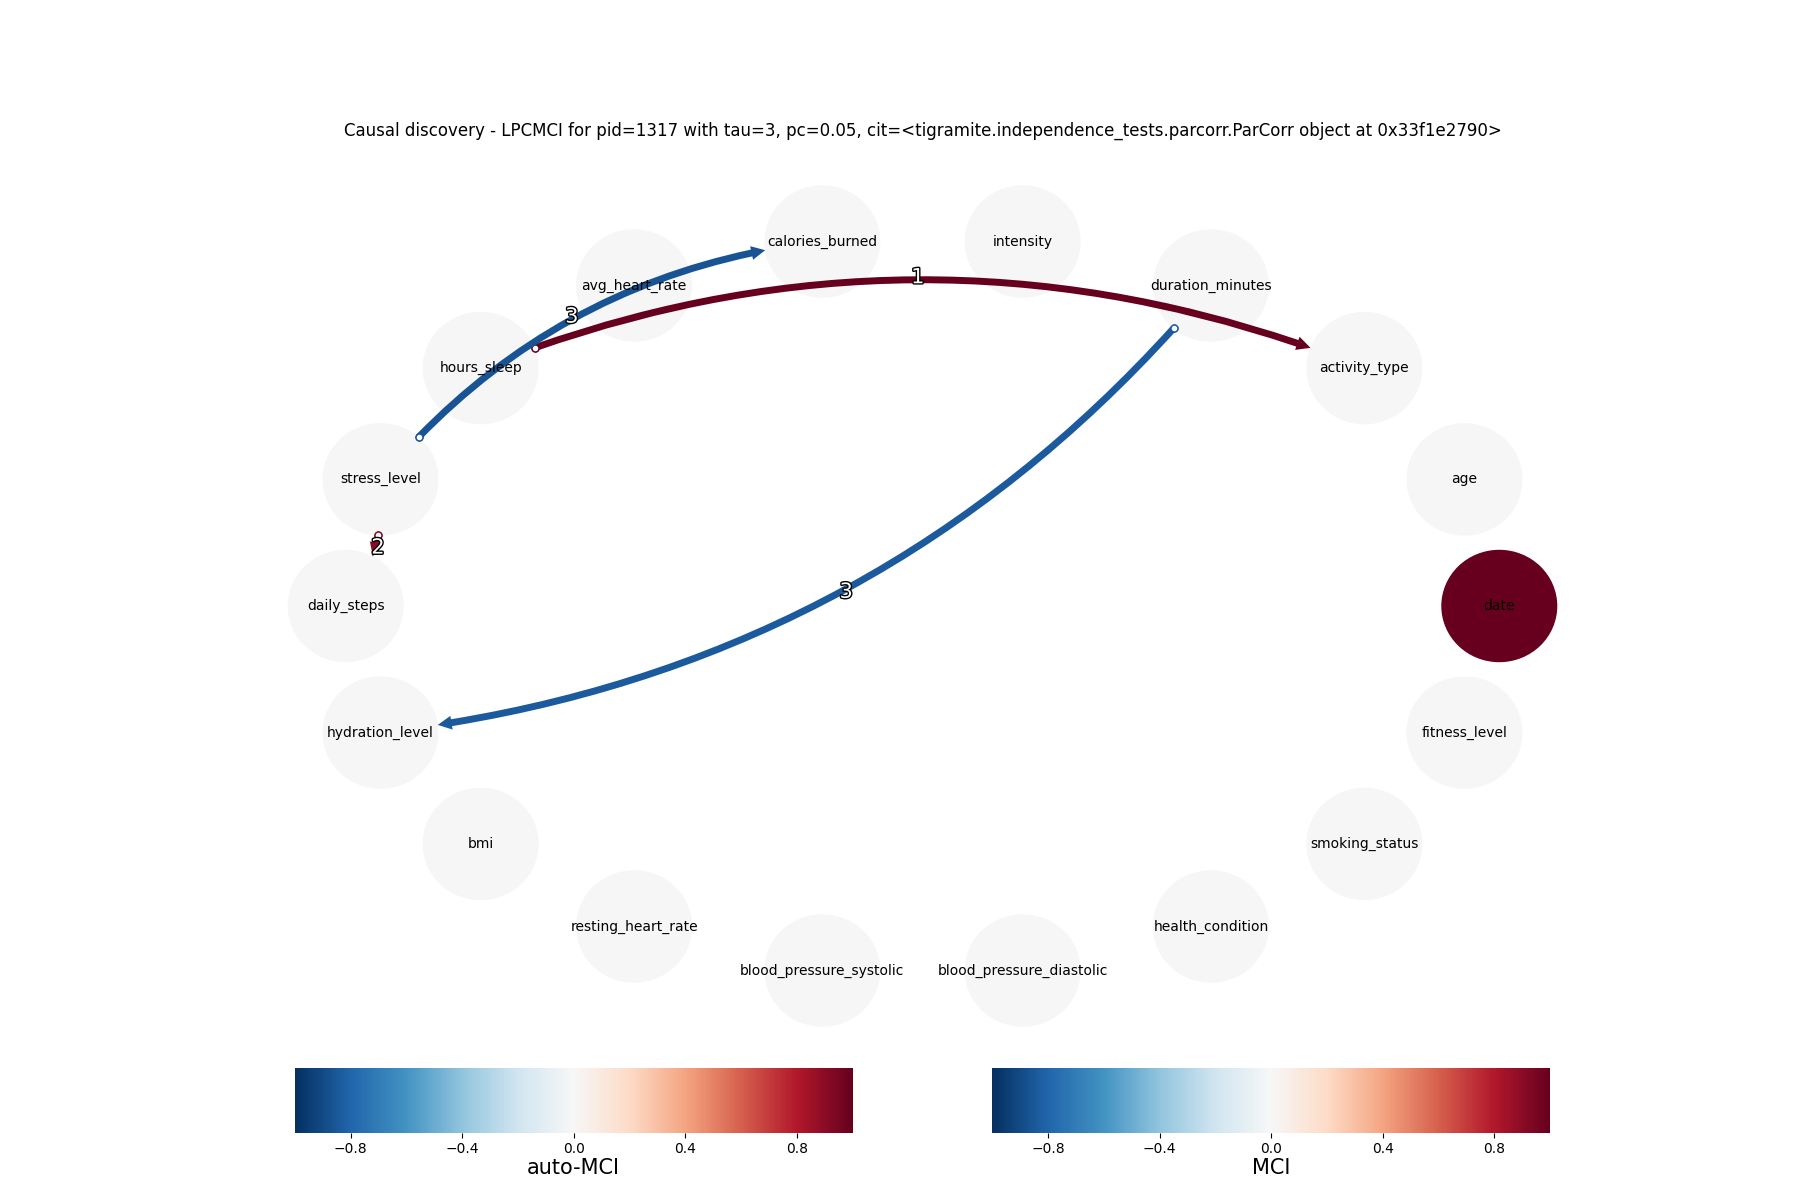 Causal discovery - LPCMCI for pid=1317 with tau=3, pc=0.05, cit=<tigramite.independence_tests.parcorr.ParCorr object at 0x33f1e2790>
calories_burned
intensity
avg_heart_rate
duration_minutes
1
3
hours_sleep
activity_type
stress_level
age
2
daily_steps
date
3
hydration_level
fitness_level
bmi
smoking_status
resting_heart_rate
health_condition
blood_pressure_systolic
blood_pressure_diastolic
−0.8 −0.4 0.0 0.4 0.8
auto-MCI
−0.8 −0.4 0.0 0.4 0.8
MCI